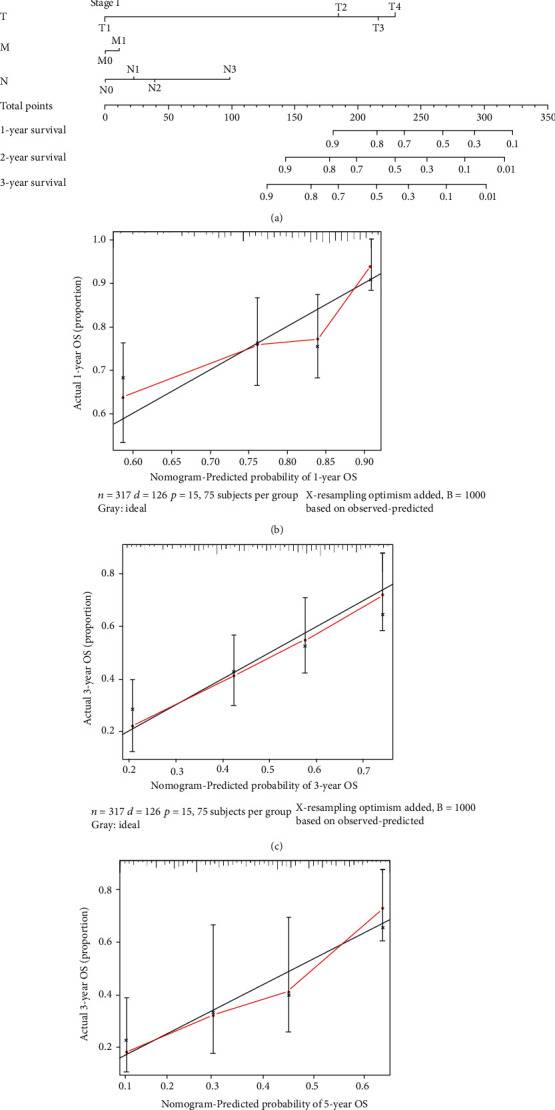 Stage I
T2 T4
T
T1 T3
M1
M
M0
N1 N3
N
N0 N2
Total points
0 50 100 150 200 250 300 350
1-year survival
0.9 0.8 0.7 0.5 0.3 0.1
2-year survival
0.9 0.8 0.7 0.5 0.3 0.1 0.01
3-year survival
0.9 0.8 0.7 0.5 0.3 0.1 0.01
(a)
1.0
0.9
0.8
0.7
0.6
Actual 1-year OS (proportion)
0.60 0.65 0.70 0.75 0.80 0.85 0.90
Nomogram-Predicted probability of 1-year OS
n = 317 d = 126 p = 15, 75 subjects per group
Gray: ideal
X-resampling optimism added, B = 1000
based on observed-predicted
(b)
0.8
0.6
0.4
0.2
Actual 3-year OS (proportion)
0.2 0.3 0.4 0.5 0.6 0.7
Nomogram-Predicted probability of 3-year OS
n = 317 d = 126 p = 15, 75 subjects per group
Gray: ideal
X-resampling optimism added, B = 1000
based on observed-predicted
(c)
0.8
0.6
0.4
0.2
Actual 3-year OS (proportion)
0.1 0.2 0.3 0.4 0.5 0.6
Nomogram-Predicted probability of 5-year OS